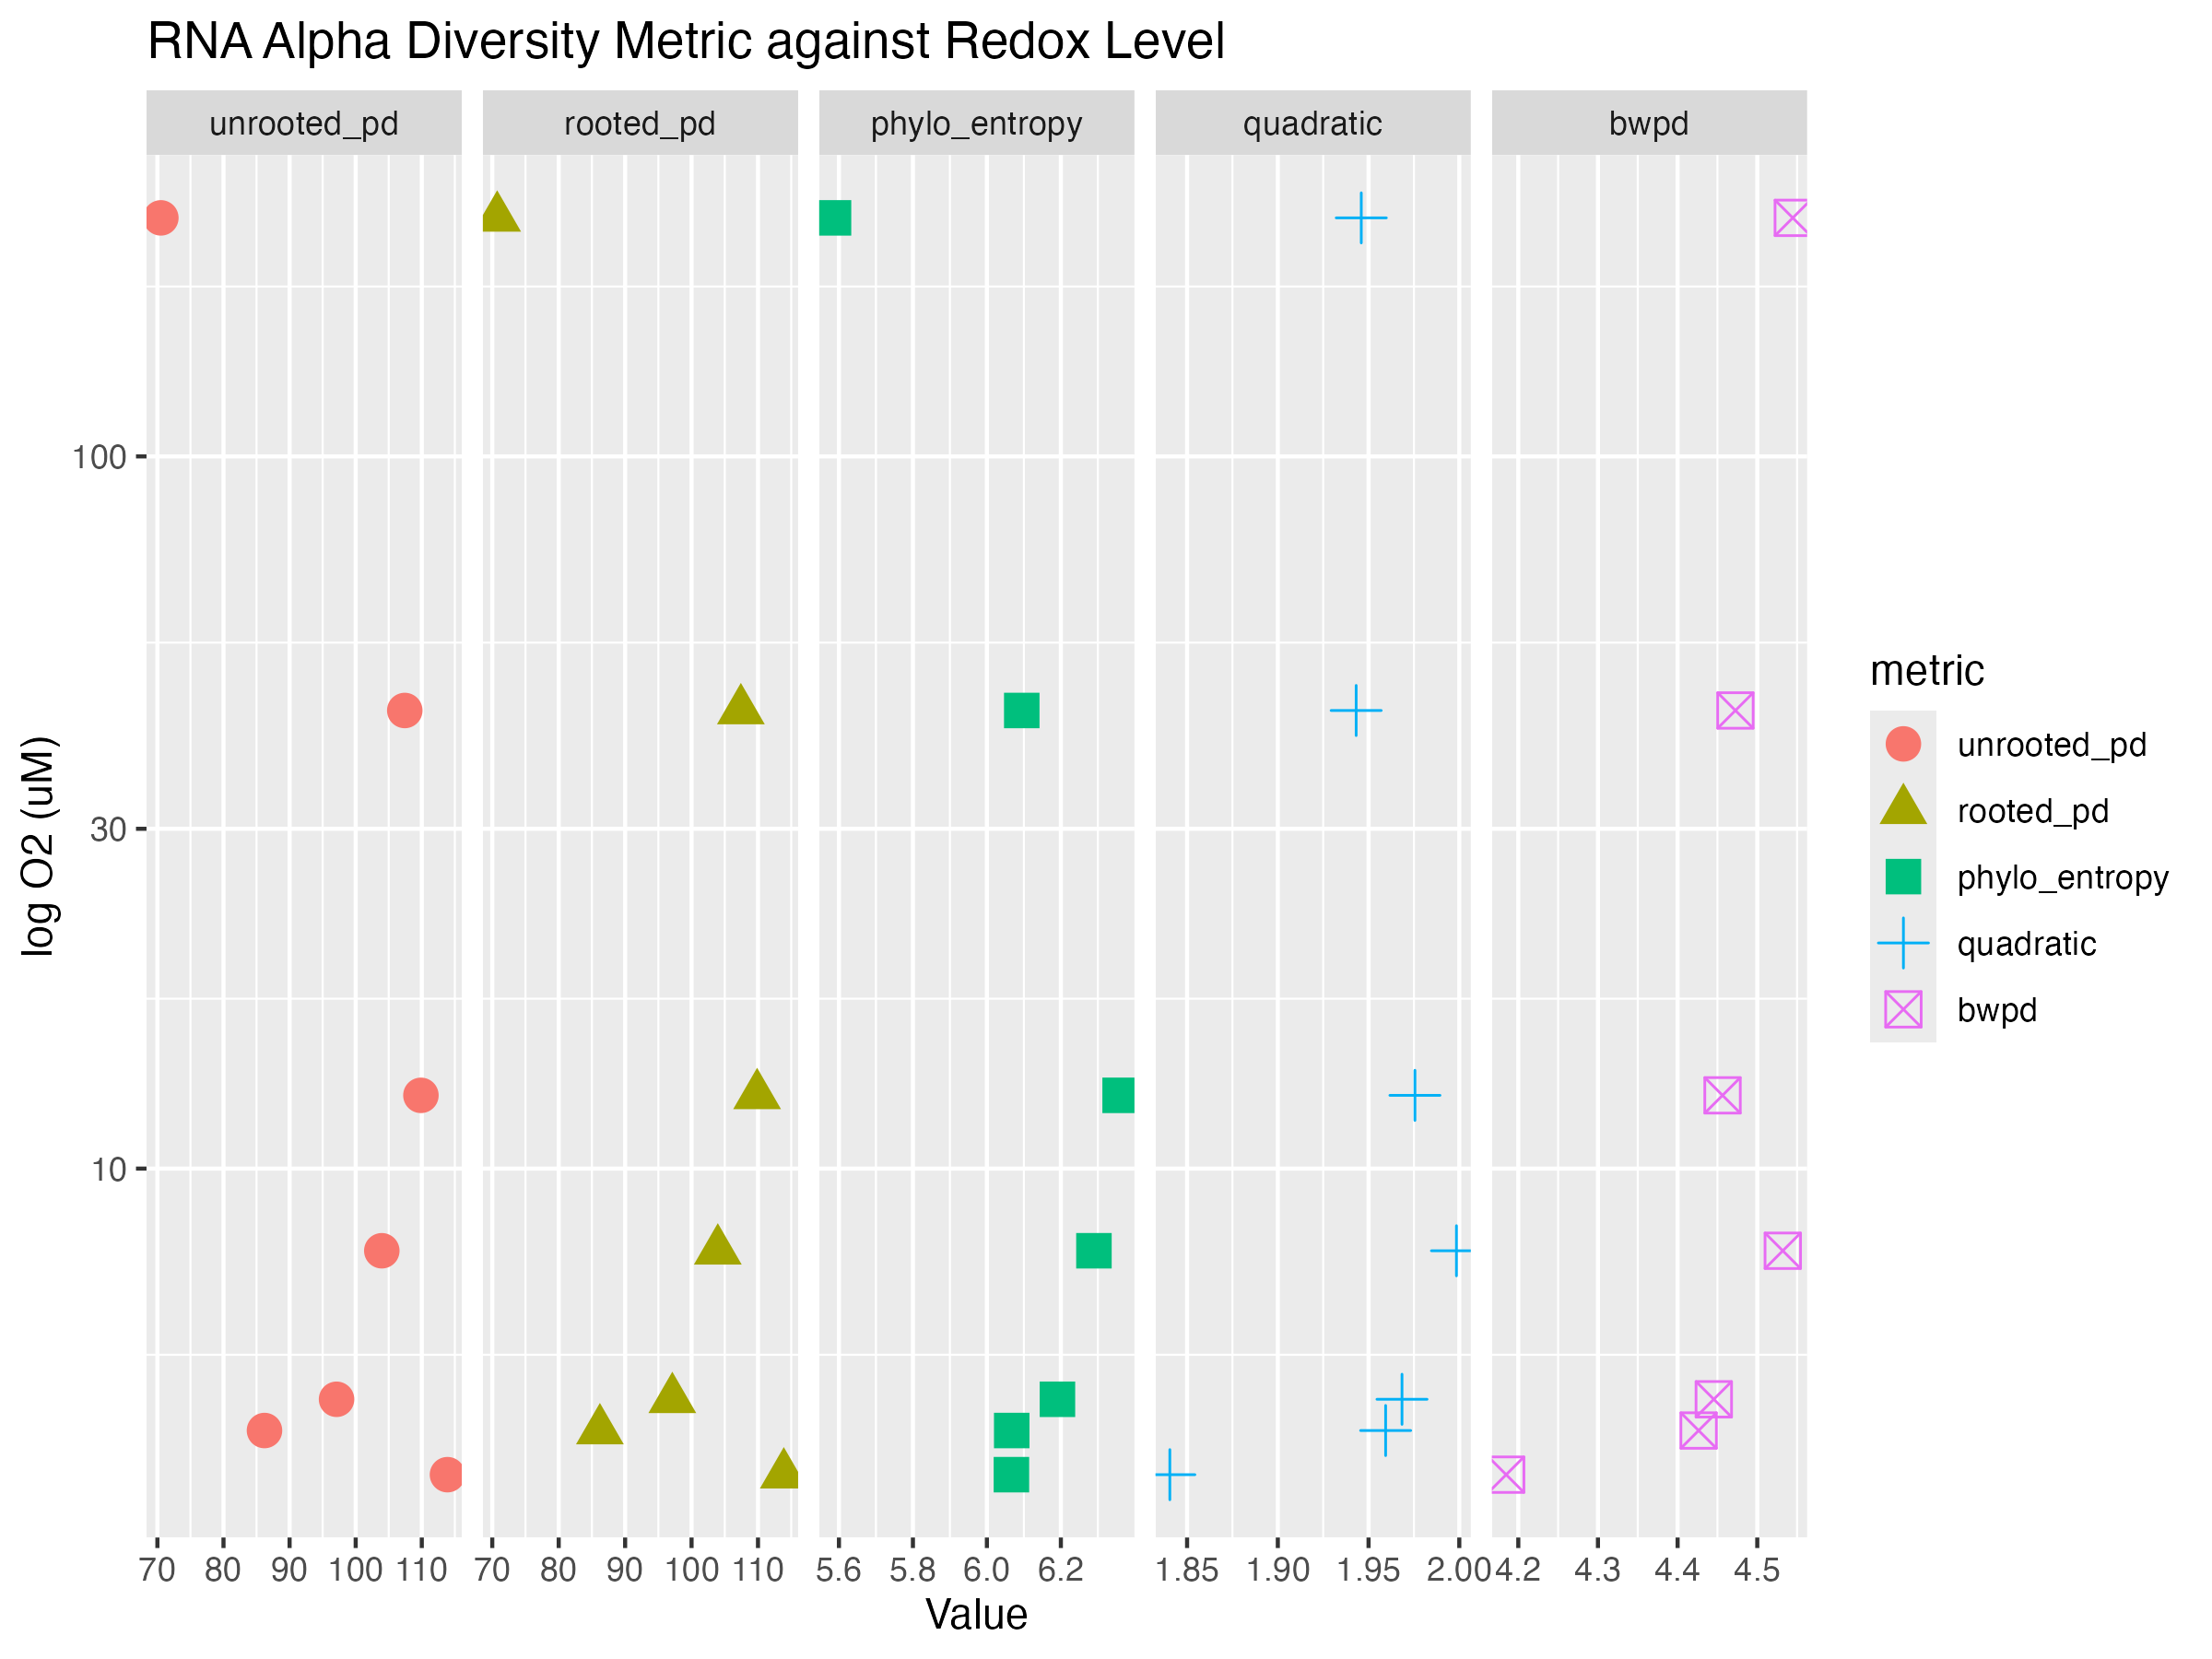 RNA Alpha Diversity Metric against Redox Level
unrooted_pd rooted_pd phylo_entropy quadratic bwpd
log O2 (uM)
100
30
10
70 80 90 100 110 70 80 90 100 110 5.6 5.8 6.0 6.2 1.85 1.90 1.95 2.00 4.2 4.3 4.4 4.5
Value
metric
unrooted_pd
rooted_pd
phylo_entropy
quadratic
bwpd